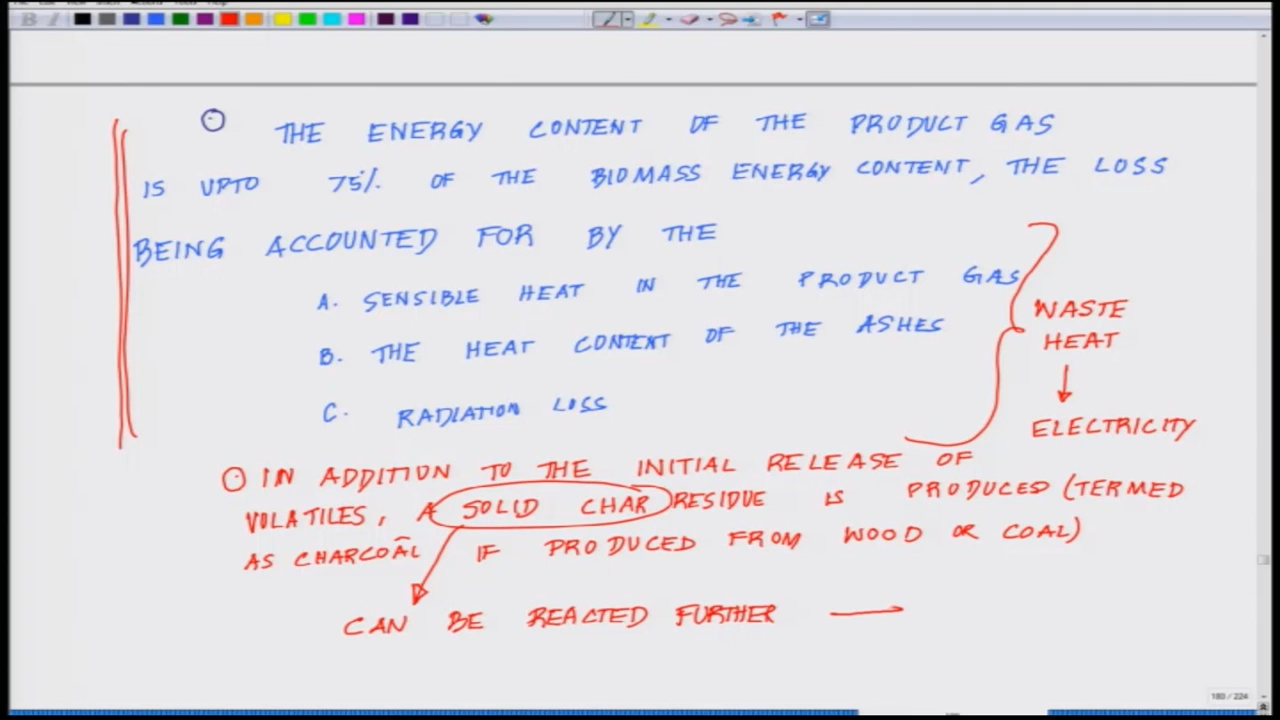 THE ENERGY CONTENT OF THE PRODUCT GAS
IS UPTO 75% OF THE BIOMASS ENERGY CONTENT, THE LOSS
BEING ACCOUNTED FOR BY THE
A. SENSIBLE HEAT IN THE PRODUCT GAS
B. THE HEAT CONTENT OF THE ASHES
C. RADIATION LOSS
WASTE
HEAT
ELECTRICITY
IN ADDITION TO THE INITIAL RELEASE OF
VOLATILES, A SOLID CHAR RESIDUE IS PRODUCED (TERMED
AS CHARCOAL IF PRODUCED FROM WOOD OR COAL)
CAN BE REACTED FURTHER
180 / 224